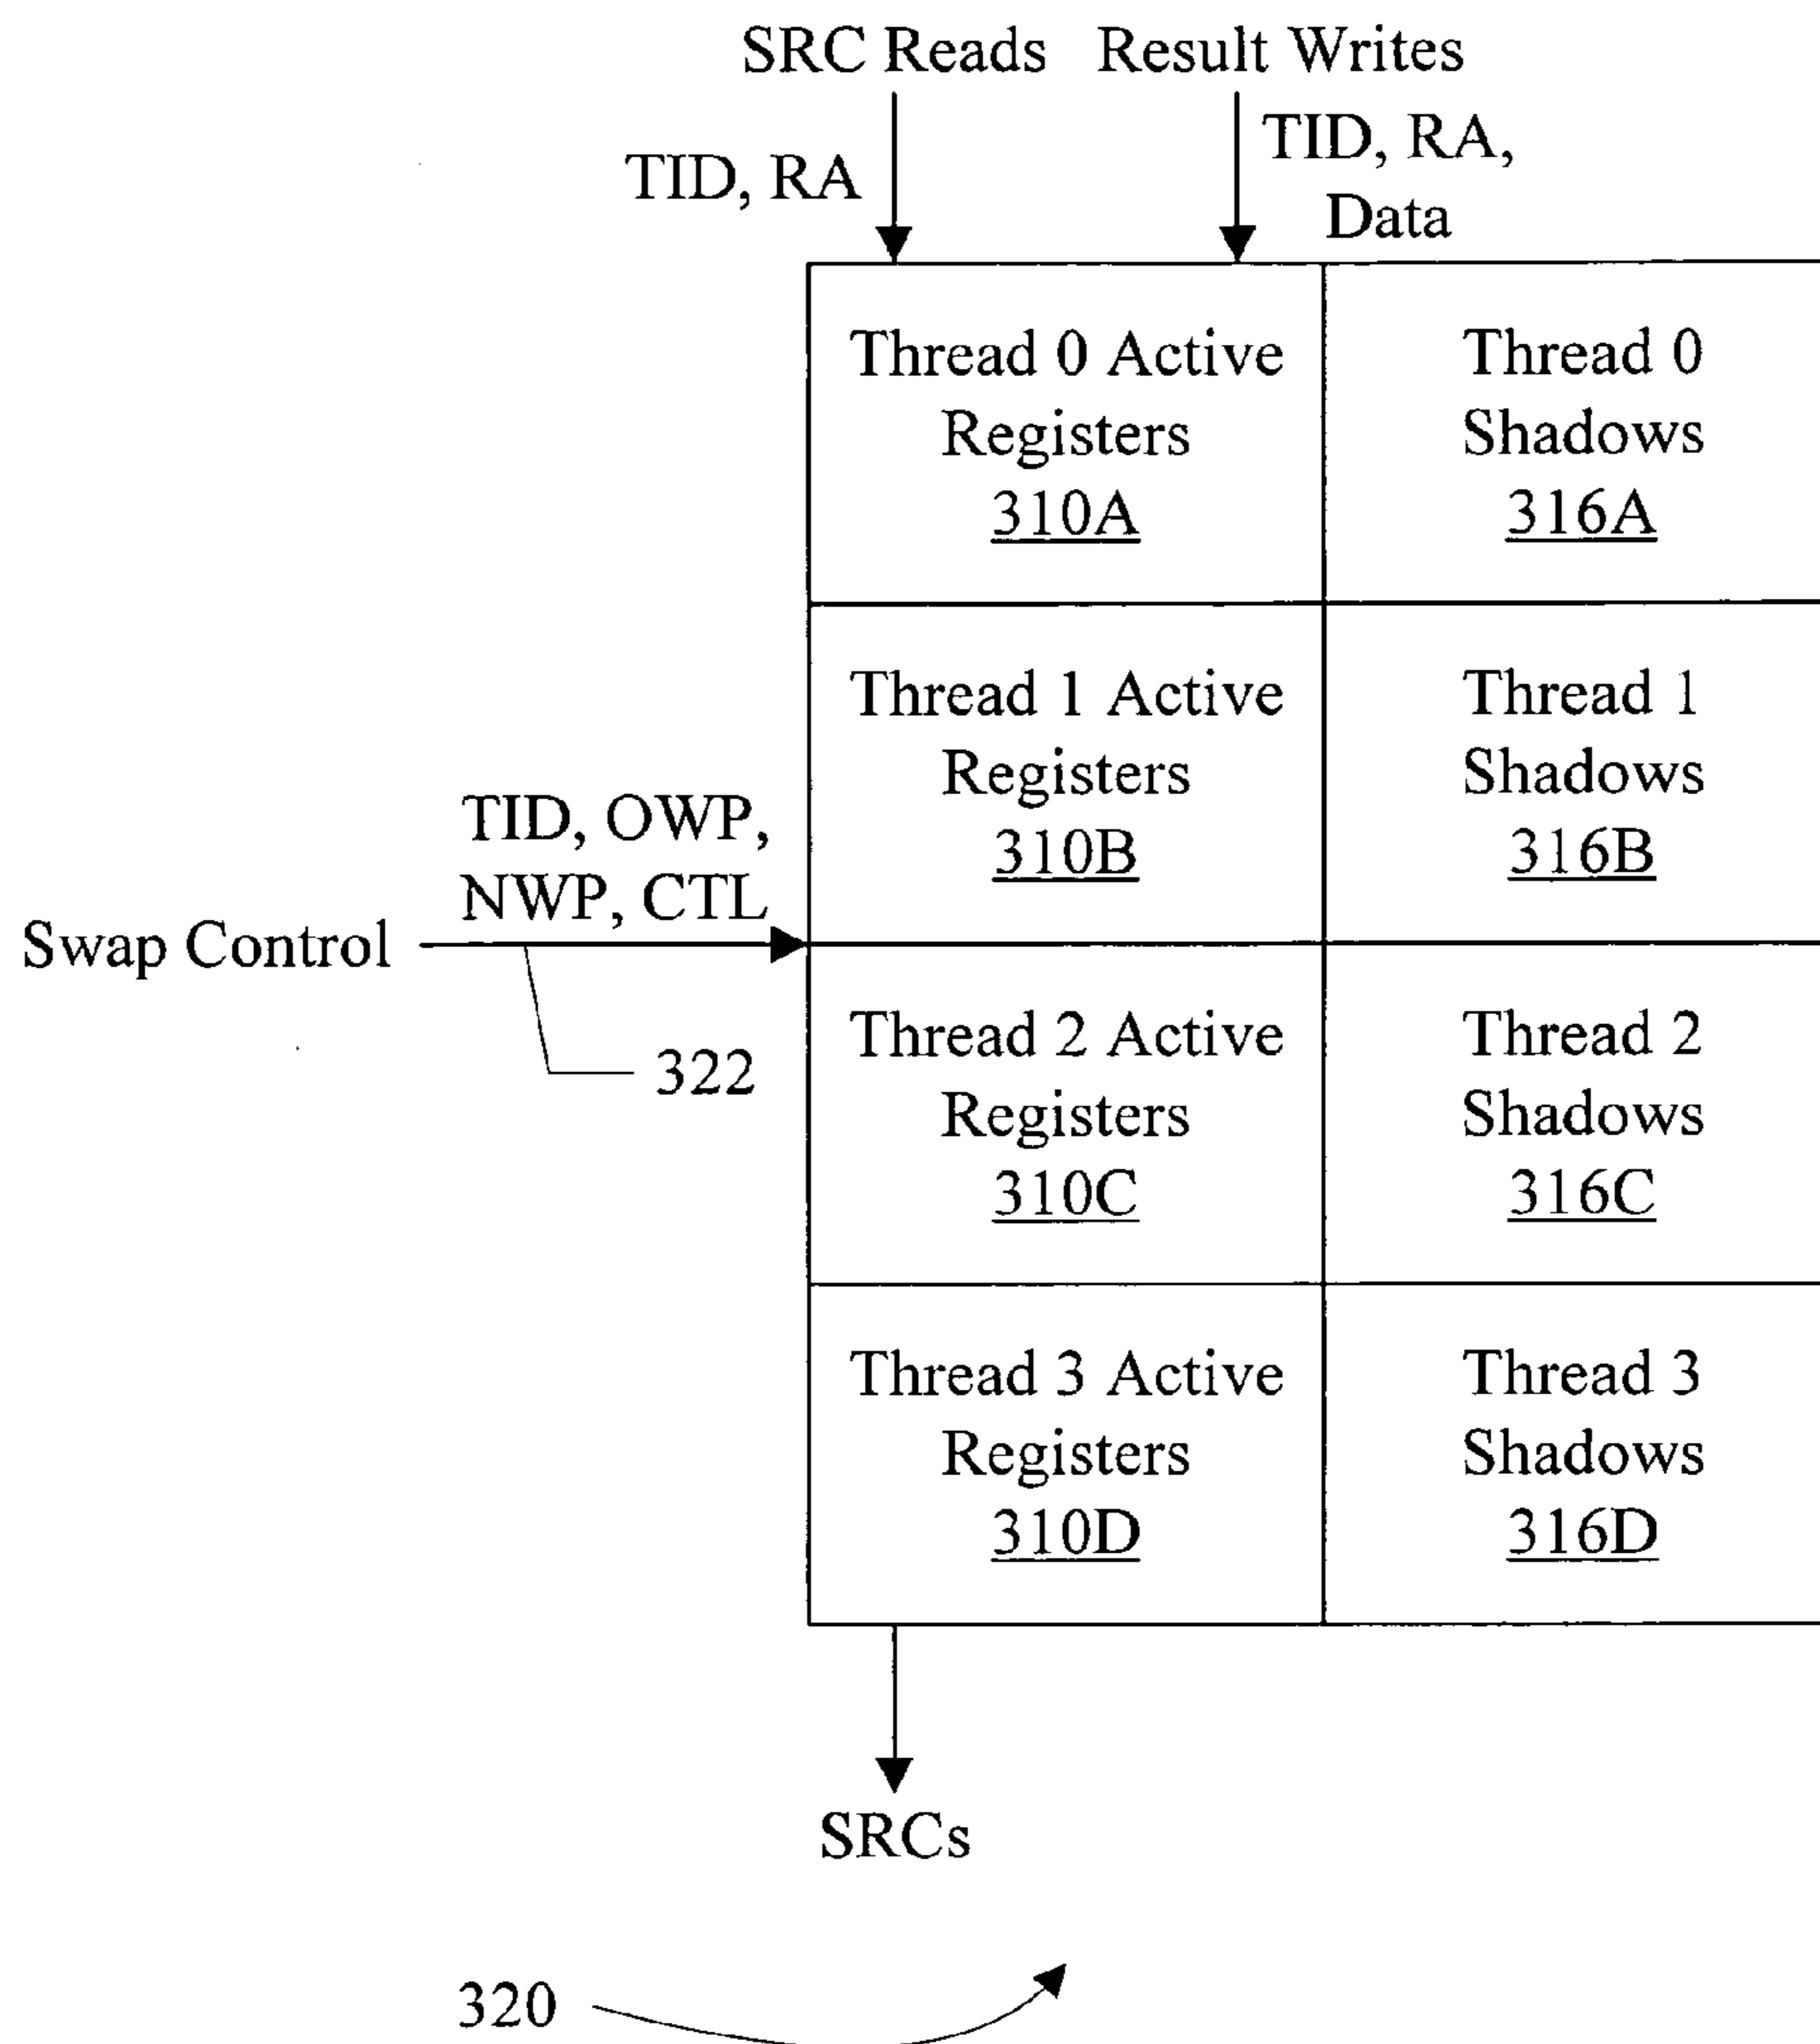 SRC Reads Result Writes
TID, RA
TID, RA,
Data
Thread 0 Active
Registers
310A
Thread 0
Shadows
316A
Thread 1 Active
Registers
310B
Thread 1
Shadows
316B
TID, OWP,
NWP, CTL
Swap Control
322
Thread 2 Active
Registers
310C
Thread 2
Shadows
316C
Thread 3 Active
Registers
310D
Thread 3
Shadows
316D
SRCs
320